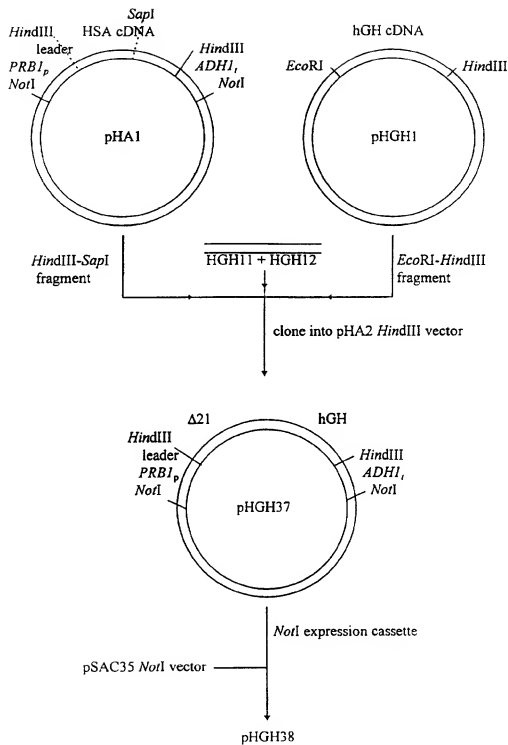 SapI
HindIII HSA cDNA
leader
PRB1p
NotI
HindIII
ADH1t
NotI
pHA1
hGH cDNA
EcoRI
HindIII
pHGH1
HindIII-SapI
fragment
HGH11 + HGH12
EcoRI-HindIII
fragment
clone into pHA2 HindIII vector
Δ21
hGH
HindIII
leader
PRB1p
NotI
HindIII
ADH1t
NotI
pHGH37
NotI expression cassette
pSAC35 NotI vector
pHGH38